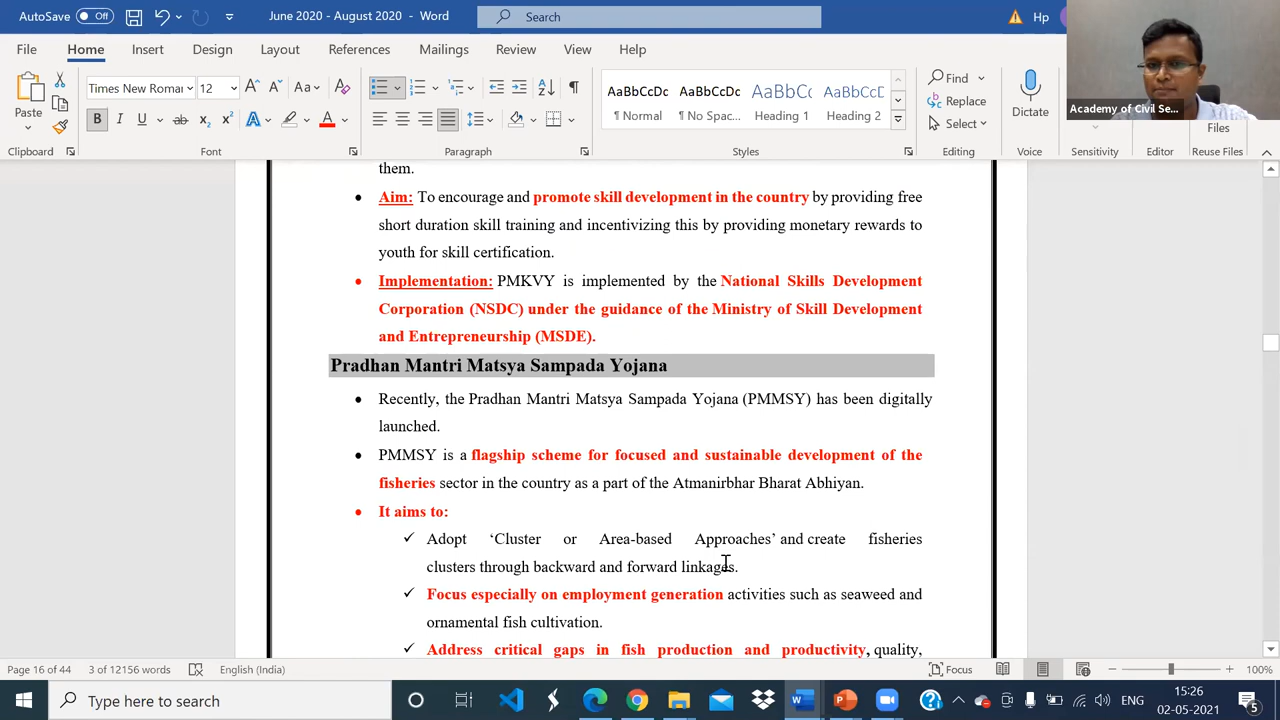 AutoSave Off June 2020 - August 2020 - Word Search Hp
File Home Insert Design Layout References Mailings Review View Help
Paste Times New Roman 12 Aa A
B I U ab x₂ x² A A
AaBbCcDc AaBbCcDc AaBbCcDc AaBbCcDc
¶ Normal ¶ No Spac... Heading 1 Heading 2
Find
Replace
Select
Dictate
Academy of Civil Se...
Files
Clipboard Font Paragraph Styles Editing Voice Sensitivity Editor Reuse Files
them.
• Aim: To encourage and promote skill development in the country by providing free
short duration skill training and incentivizing this by providing monetary rewards to
youth for skill certification.
• Implementation: PMKVY is implemented by the National Skills Development
Corporation (NSDC) under the guidance of the Ministry of Skill Development
and Entrepreneurship (MSDE).
Pradhan Mantri Matsya Sampada Yojana
• Recently, the Pradhan Mantri Matsya Sampada Yojana (PMMSY) has been digitally
launched.
• PMMSY is a flagship scheme for focused and sustainable development of the
fisheries sector in the country as a part of the Atmanirbhar Bharat Abhiyan.
• It aims to:
✓ Adopt ‘Cluster or Area-based Approaches’ and create fisheries
clusters through backward and forward linkages.
✓ Focus especially on employment generation activities such as seaweed and
ornamental fish cultivation.
✓ Address critical gaps in fish production and productivity, quality,
Page 16 of 44 3 of 12156 words English (India) Focus 100%
Type here to search ENG 15:26
02-05-2021 5